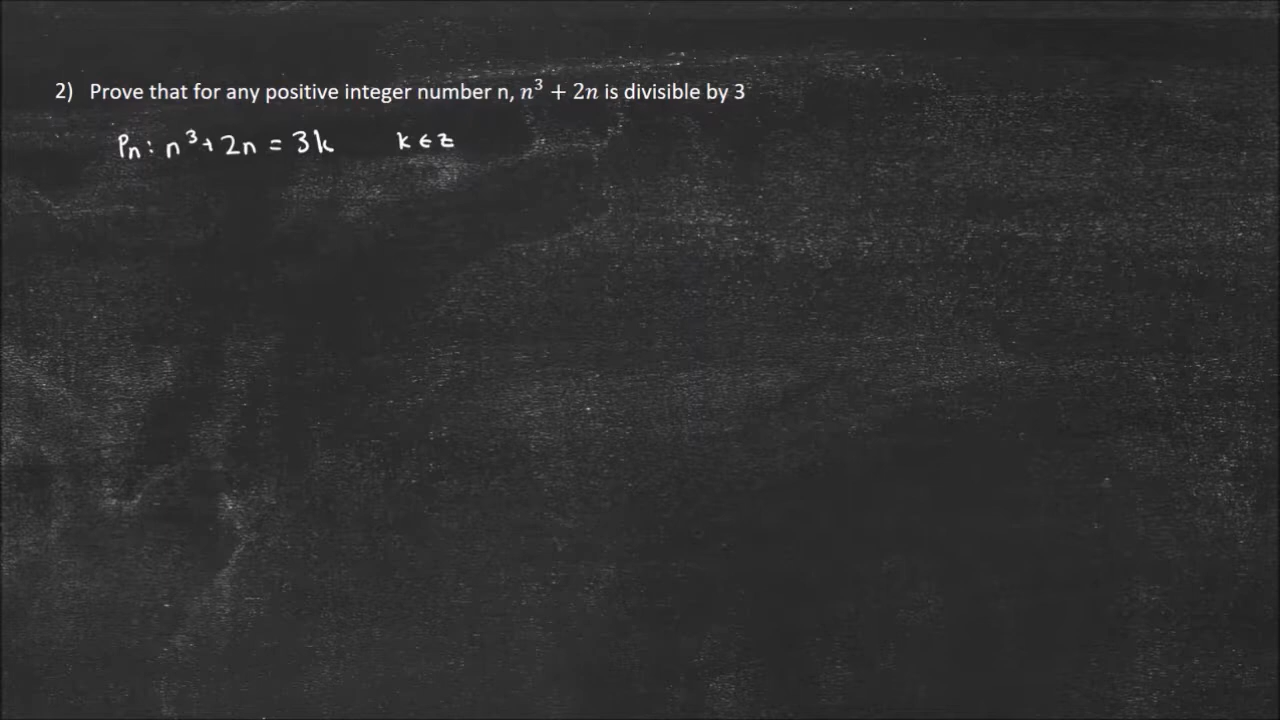 2) Prove that for any positive integer number n, n³ + 2n is divisible by 3
Pn: n³+2n = 3k k ∈ z